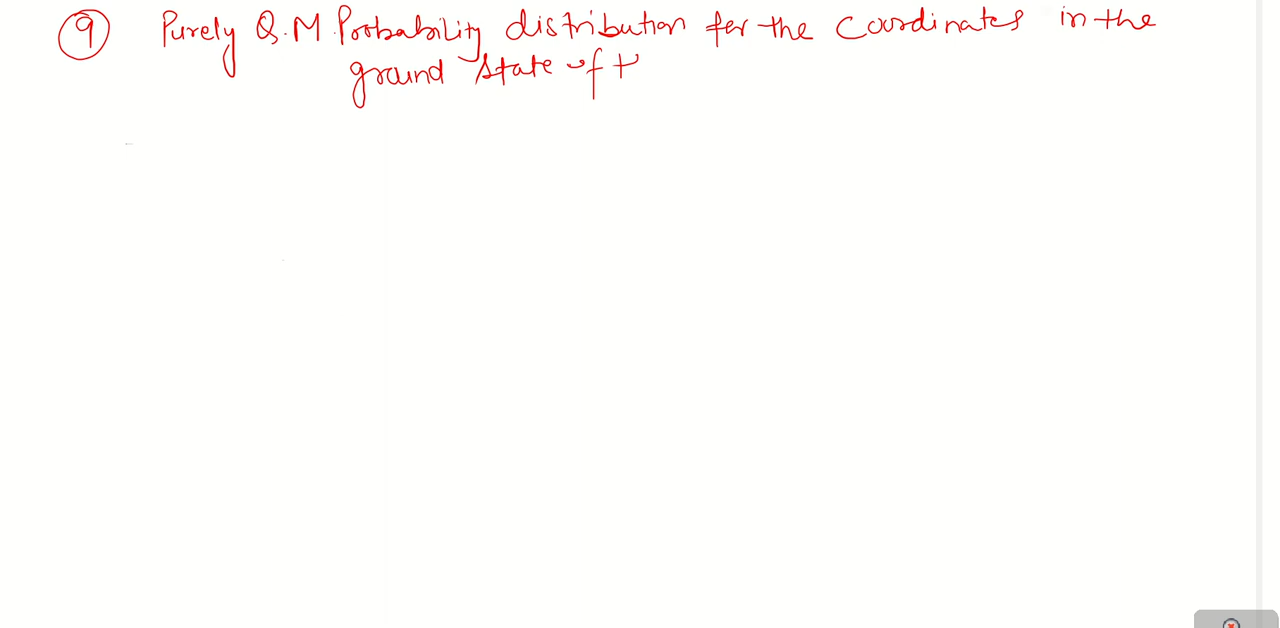 9 Purely Q.M Probability distribution for the Coordinates in the
ground state of t